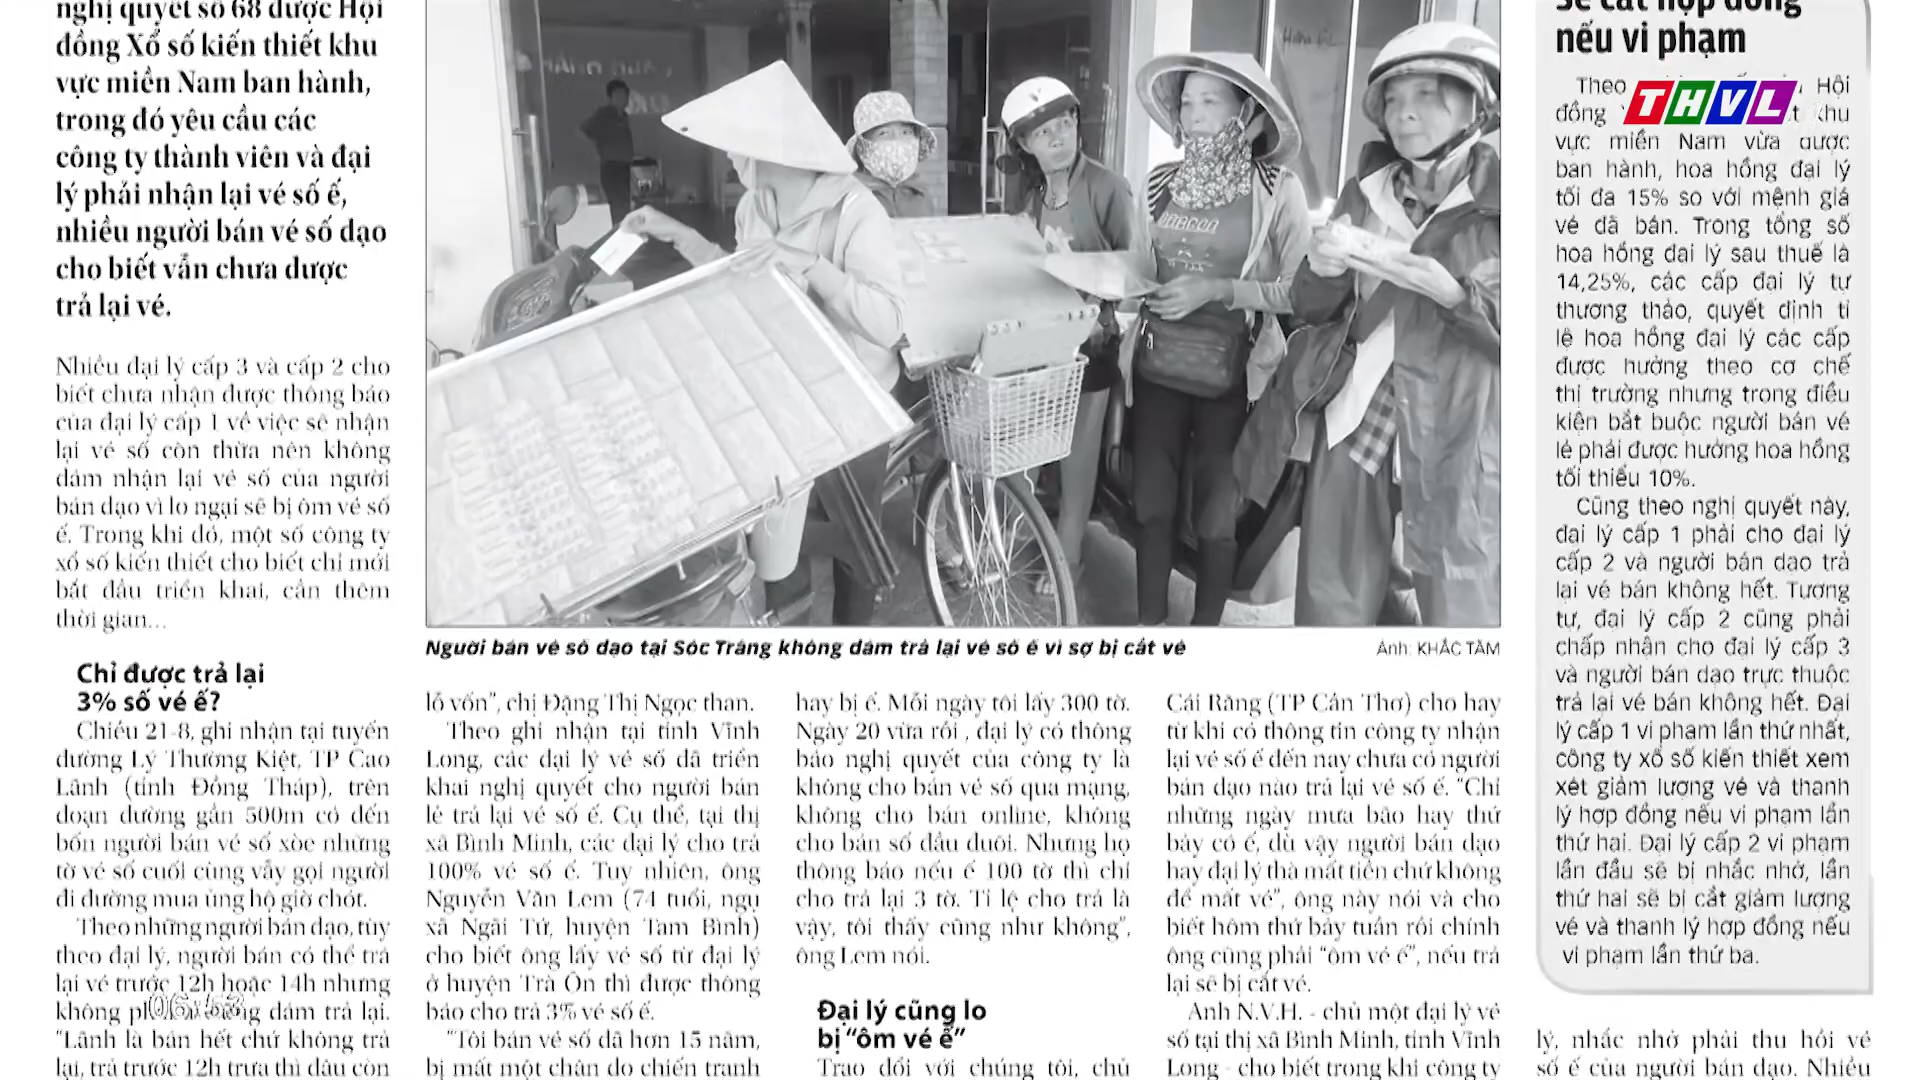 nghị quyết số 68 được Hội
đồng Xổ số kiến thiết khu
vực miền Nam ban hành,
trong đó yêu cầu các
công ty thành viên và đại
lý phải nhận lại vé số ế,
nhiều người bán vé số dạo
cho biết vẫn chưa được
trả lại vé.
Nhiều đại lý cấp 3 và cấp 2 cho
biết chưa nhận được thông báo
của đại lý cấp 1 về việc sẽ nhận
lại vé số còn thừa nên không
dám nhận lại vé số của người
bán dạo vì lo ngại sẽ bị ôm vé số
ế. Trong khi đó, một số công ty
xổ số kiến thiết cho biết chỉ mới
bắt đầu triển khai, cần thêm
thời gian...
Chỉ được trả lại
3% số vé ế?
Chiều 21-8, ghi nhận tại tuyến
đường Lý Thường Kiệt, TP Cao
Lãnh (tỉnh Đồng Tháp), trên
đoạn đường gần 500m có đến
bốn người bán vé số xòe những
tờ vé số cuối cùng vẫy gọi người
đi đường mua ủng hộ giờ chót.
Theo những người bán dạo, tùy
theo đại lý, người bán có thể trả
lại vé trước 12h hoặc 14h nhưng
không dám trả lại.
"Lãnh là bán hết chứ không trả
lại, trả trước 12h trưa thì đâu còn
06:53
Người bán vé số dạo tại Sóc Trăng không dám trả lại vé số ế vì sợ bị cắt vé
Ảnh: KHẮC TÂM
lỗ vốn", chị Đặng Thị Ngọc than.
Theo ghi nhận tại tỉnh Vĩnh
Long, các đại lý vé số đã triển
khai nghị quyết cho người bán
lẻ trả lại vé số ế. Cụ thể, tại thị
xã Bình Minh, các đại lý cho trả
100% vé số ế. Tuy nhiên, ông
Nguyễn Văn Lem (74 tuổi, ngụ
xã Ngãi Tứ, huyện Tam Bình)
cho biết ông lấy vé số từ đại lý
ở huyện Trà Ôn thì được thông
báo cho trả 3% vé số ế.
"Tôi bán vé số đã hơn 15 năm,
bị mất một chân do chiến tranh
hay bị ế. Mỗi ngày tôi lấy 300 tờ.
Ngày 20 vừa rồi , đại lý có thông
báo nghị quyết của công ty là
không cho bán vé số qua mạng,
không cho bán online, không
cho bán số đầu đuôi. Nhưng họ
thông báo nếu ế 100 tờ thì chỉ
cho trả lại 3 tờ. Tỉ lệ cho trả là
vậy, tôi thấy cũng như không",
ông Lem nói.
Đại lý cũng lo
bị "ôm vé ế"
Trao đổi với chúng tôi, chủ
Cái Răng (TP Cần Thơ) cho hay
từ khi có thông tin công ty nhận
lại vé số ế đến nay chưa có người
bán dạo nào trả lại vé số ế. "Chỉ
những ngày mưa bão hay thứ
bảy có ế, dù vậy người bán dạo
hay đại lý thà mất tiền chứ không
để mất vé", ông này nói và cho
biết hôm thứ bảy tuần rồi chính
ông cũng phải "ôm vé ế", nếu trả
lại sẽ bị cắt vé.
Anh N.V.H. - chủ một đại lý vé
số tại thị xã Bình Minh, tỉnh Vĩnh
Long - cho biết trong khi công ty
Sẽ cắt hợp đồng
nếu vi phạm
THVL
Theo Hội
đồng khu
vực miền Nam vừa được
ban hành, hoa hồng đại lý
tối đa 15% so với mệnh giá
vé đã bán. Trong tổng số
hoa hồng đại lý sau thuế là
14,25%, các cấp đại lý tự
thương thảo, quyết định tỉ
lệ hoa hồng đại lý các cấp
được hưởng theo cơ chế
thị trường nhưng trong điều
kiện bắt buộc người bán vé
lẻ phải được hưởng hoa hồng
tối thiểu 10%.
Cũng theo nghị quyết này,
đại lý cấp 1 phải cho đại lý
cấp 2 và người bán dạo trả
lại vé bán không hết. Tương
tự, đại lý cấp 2 cũng phải
chấp nhận cho đại lý cấp 3
và người bán dạo trực thuộc
trả lại vé bán không hết. Đại
lý cấp 1 vi phạm lần thứ nhất,
công ty xổ số kiến thiết xem
xét giảm lượng vé và thanh
lý hợp đồng nếu vi phạm lần
thứ hai. Đại lý cấp 2 vi phạm
lần đầu sẽ bị nhắc nhở, lần
thứ hai sẽ bị cắt giảm lượng
vé và thanh lý hợp đồng nếu
vi phạm lần thứ ba.
lý, nhắc nhở phải thu hồi vé
số ế của người bán dạo. Nhiều